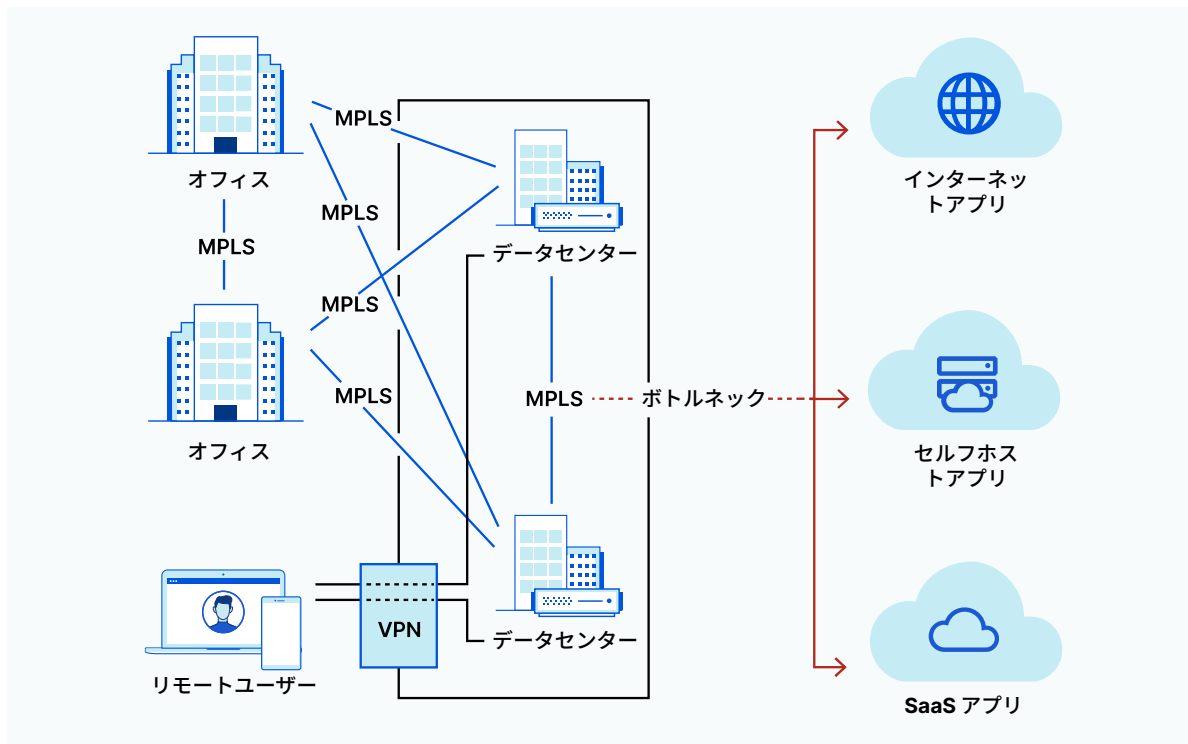 オフィス
MPLS
オフィス
リモートユーザー
MPLS
MPLS
MPLS
MPLS
VPN
データセンター
MPLS
データセンター
ボトルネック
インターネッ
トアプリ
セルフホス
トアプリ
SaaS アプリ